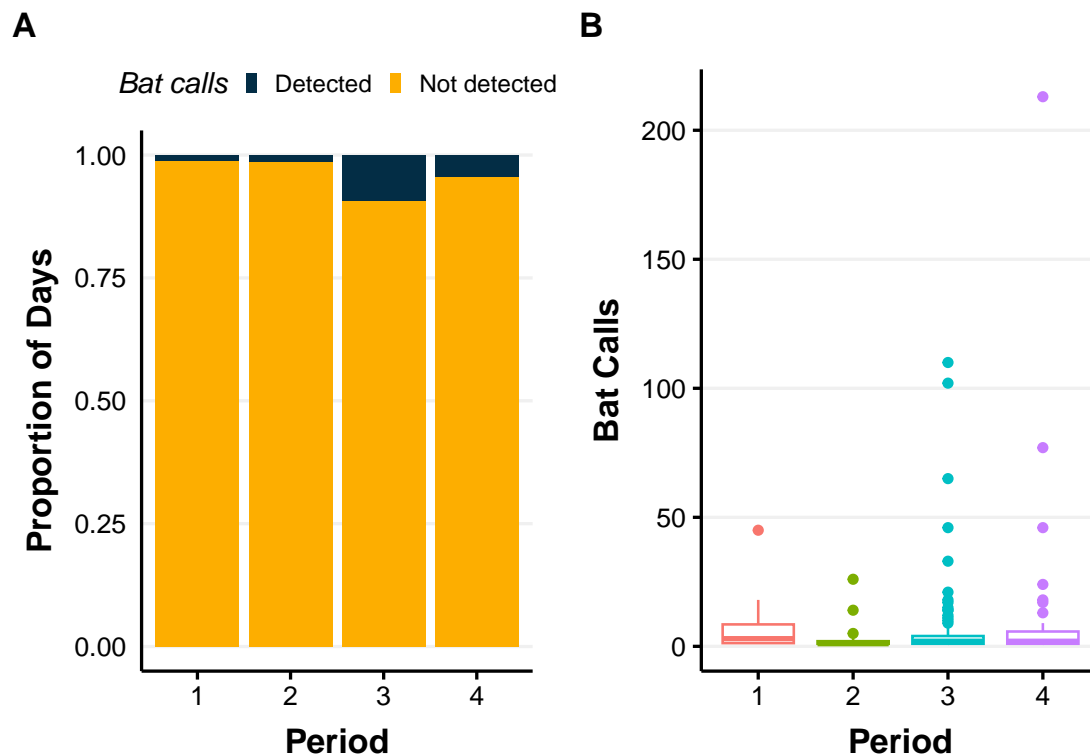 A
Bat calls Detected Not detected
Proportion of Days
1.00
0.75
0.50
0.25
0.00
1 2 3 4
Period
B
Bat Calls
200
150
100
50
0
1 2 3 4
Period